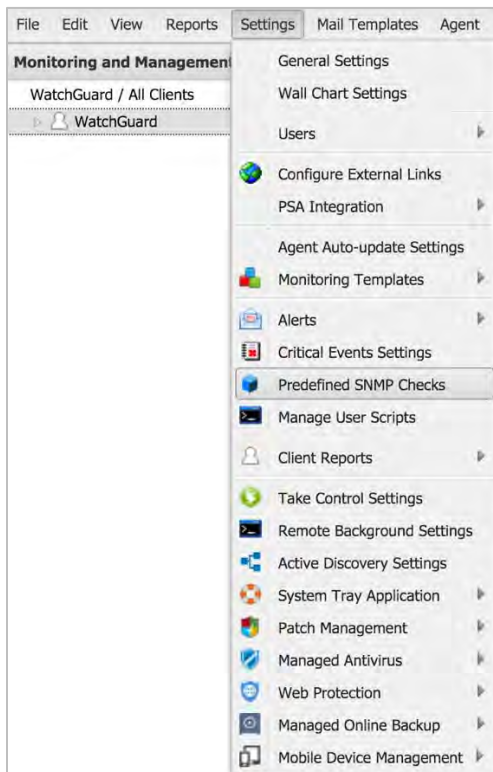 File Edit View Reports Settings Mail Templates Agent
Monitoring and Management
WatchGuard / All Clients
WatchGuard
General Settings
Wall Chart Settings
Users
Configure External Links
PSA Integration
Agent Auto-update Settings
Monitoring Templates
Alerts
Critical Events Settings
Predefined SNMP Checks
Manage User Scripts
Client Reports
Take Control Settings
Remote Background Settings
Active Discovery Settings
System Tray Application
Patch Management
Managed Antivirus
Web Protection
Managed Online Backup
Mobile Device Management